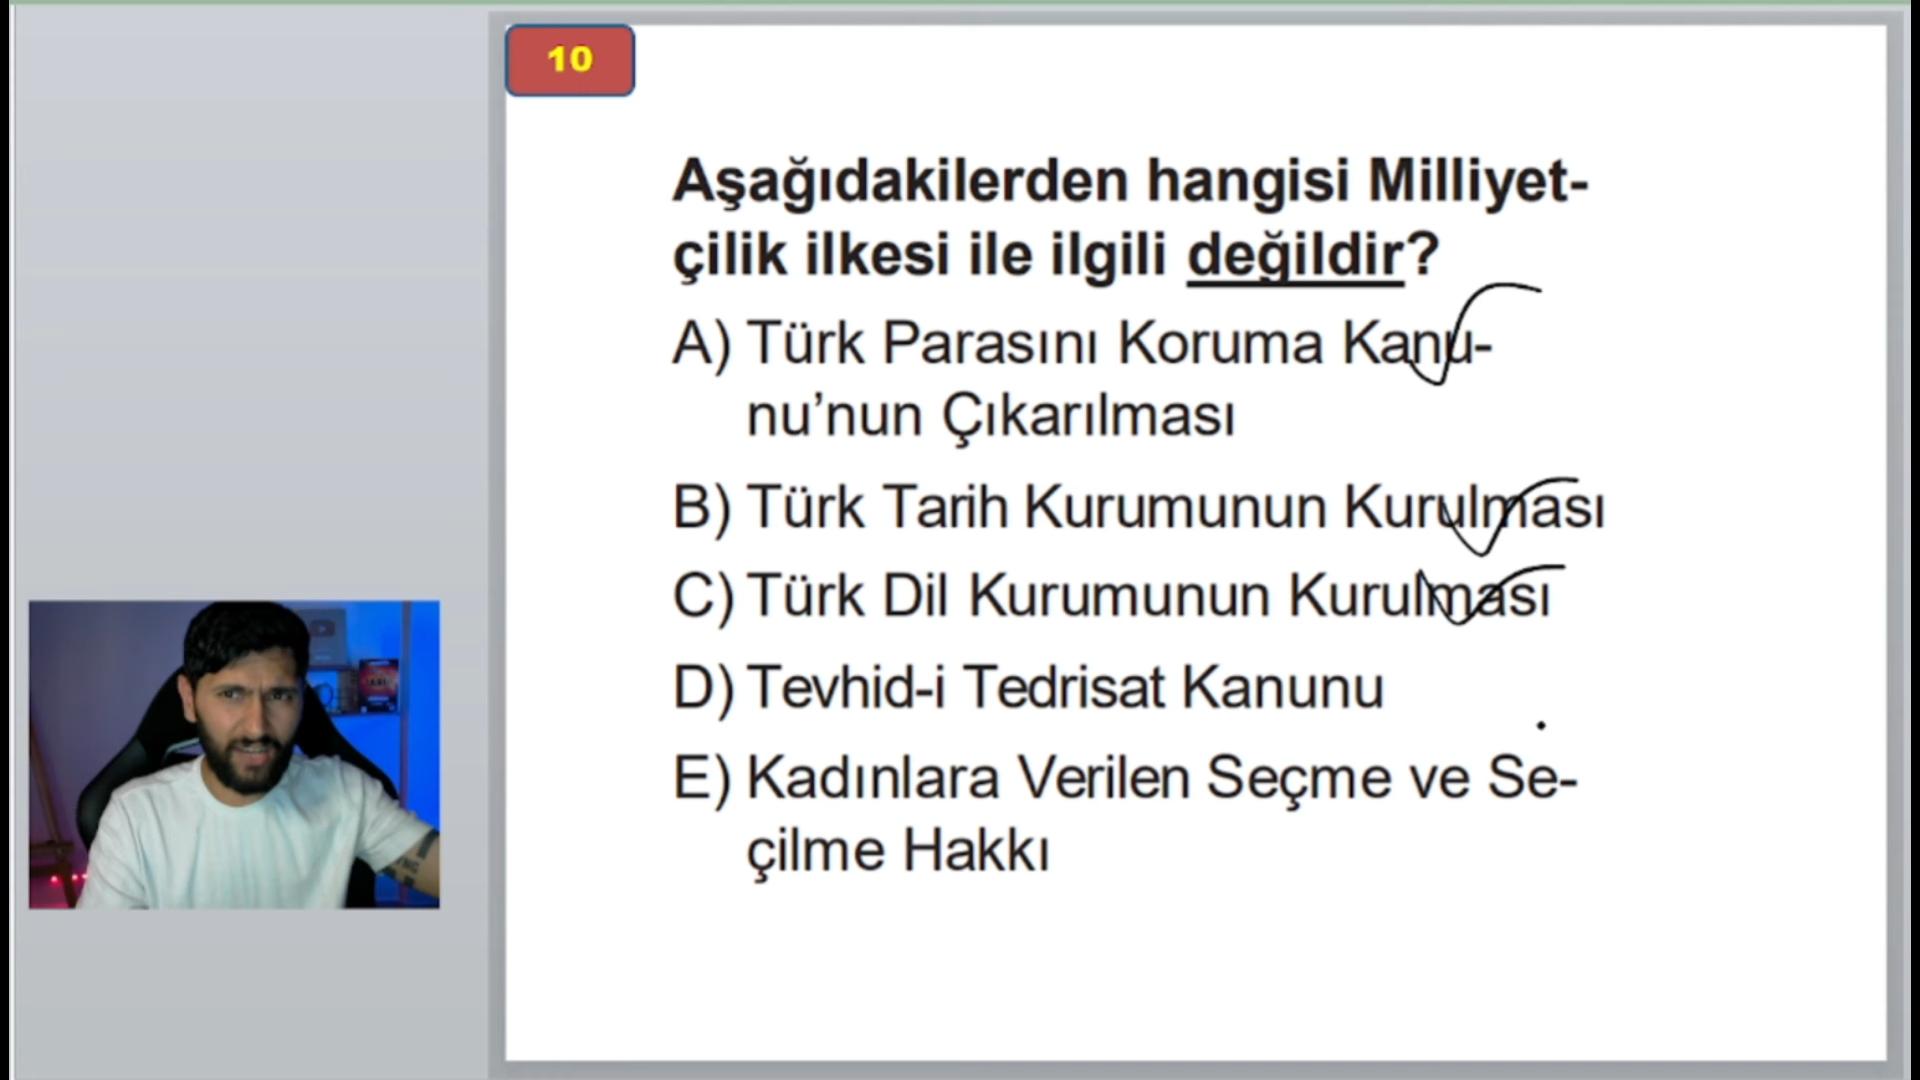 10
Aşağıdakilerden hangisi Milliyet-
çilik ilkesi ile ilgili değildir?
A) Türk Parasını Koruma Kanu-
nu’nun Çıkarılması
B) Türk Tarih Kurumunun Kurulması
C) Türk Dil Kurumunun Kurulması
D) Tevhid-i Tedrisat Kanunu
E) Kadınlara Verilen Seçme ve Se-
çilme Hakkı